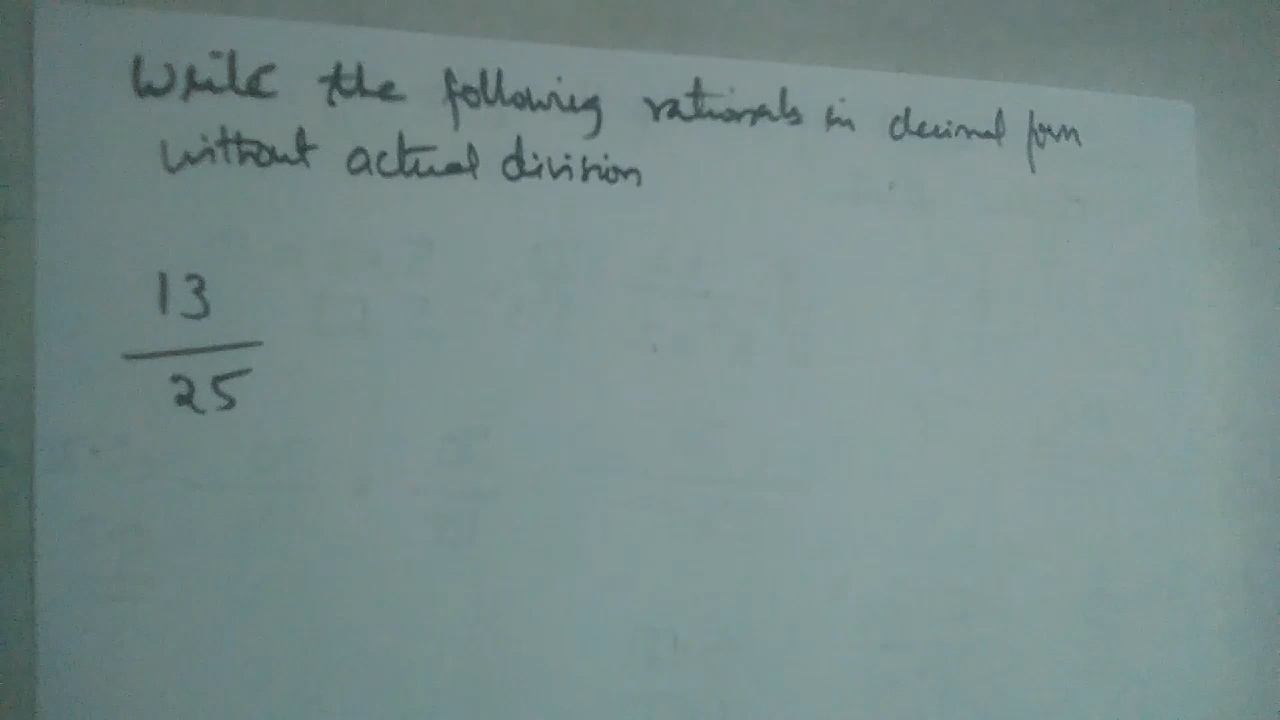 Write the following rationals in decimal form
without actual division
13
25